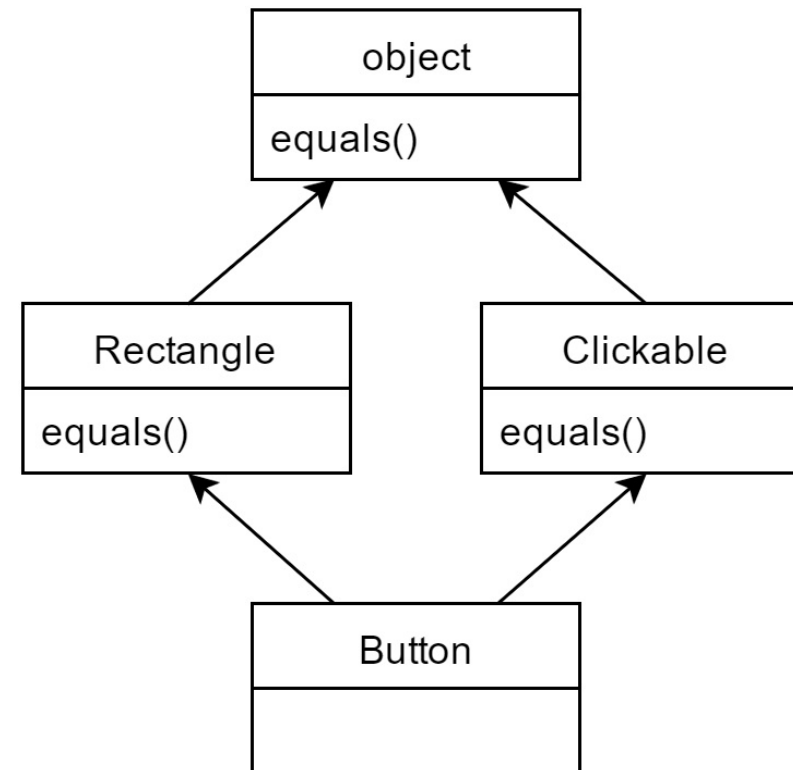 object
equals()
Rectangle
Clickable
equals()
equals()
Button